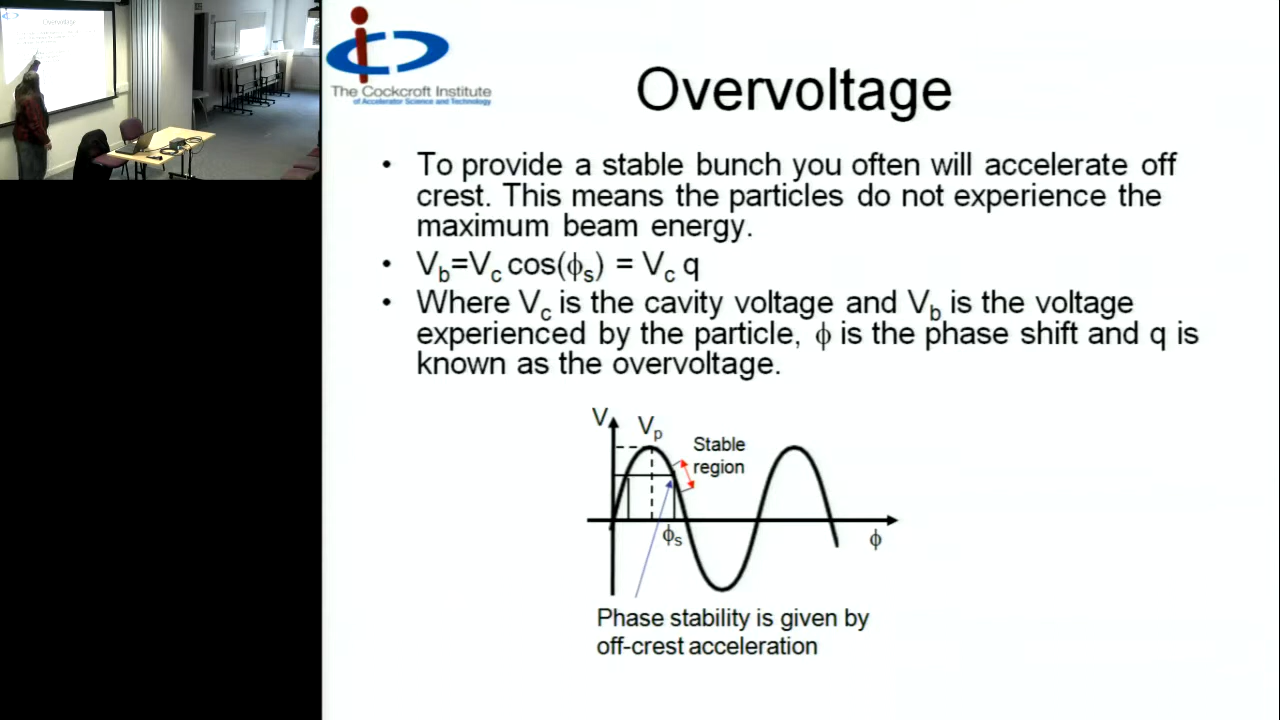 Overvoltage
The Cockcroft Institute
of Accelerator Science and Technology
Overvoltage
• To provide a stable bunch you often will accelerate off
crest. This means the particles do not experience the
maximum beam energy.
• Vb=Vc cos(ϕs) = Vc q
• Where Vc is the cavity voltage and Vb is the voltage
experienced by the particle, ϕ is the phase shift and q is
known as the overvoltage.
V
Vp
Stable
region
ϕs
ϕ
Phase stability is given by
off-crest acceleration